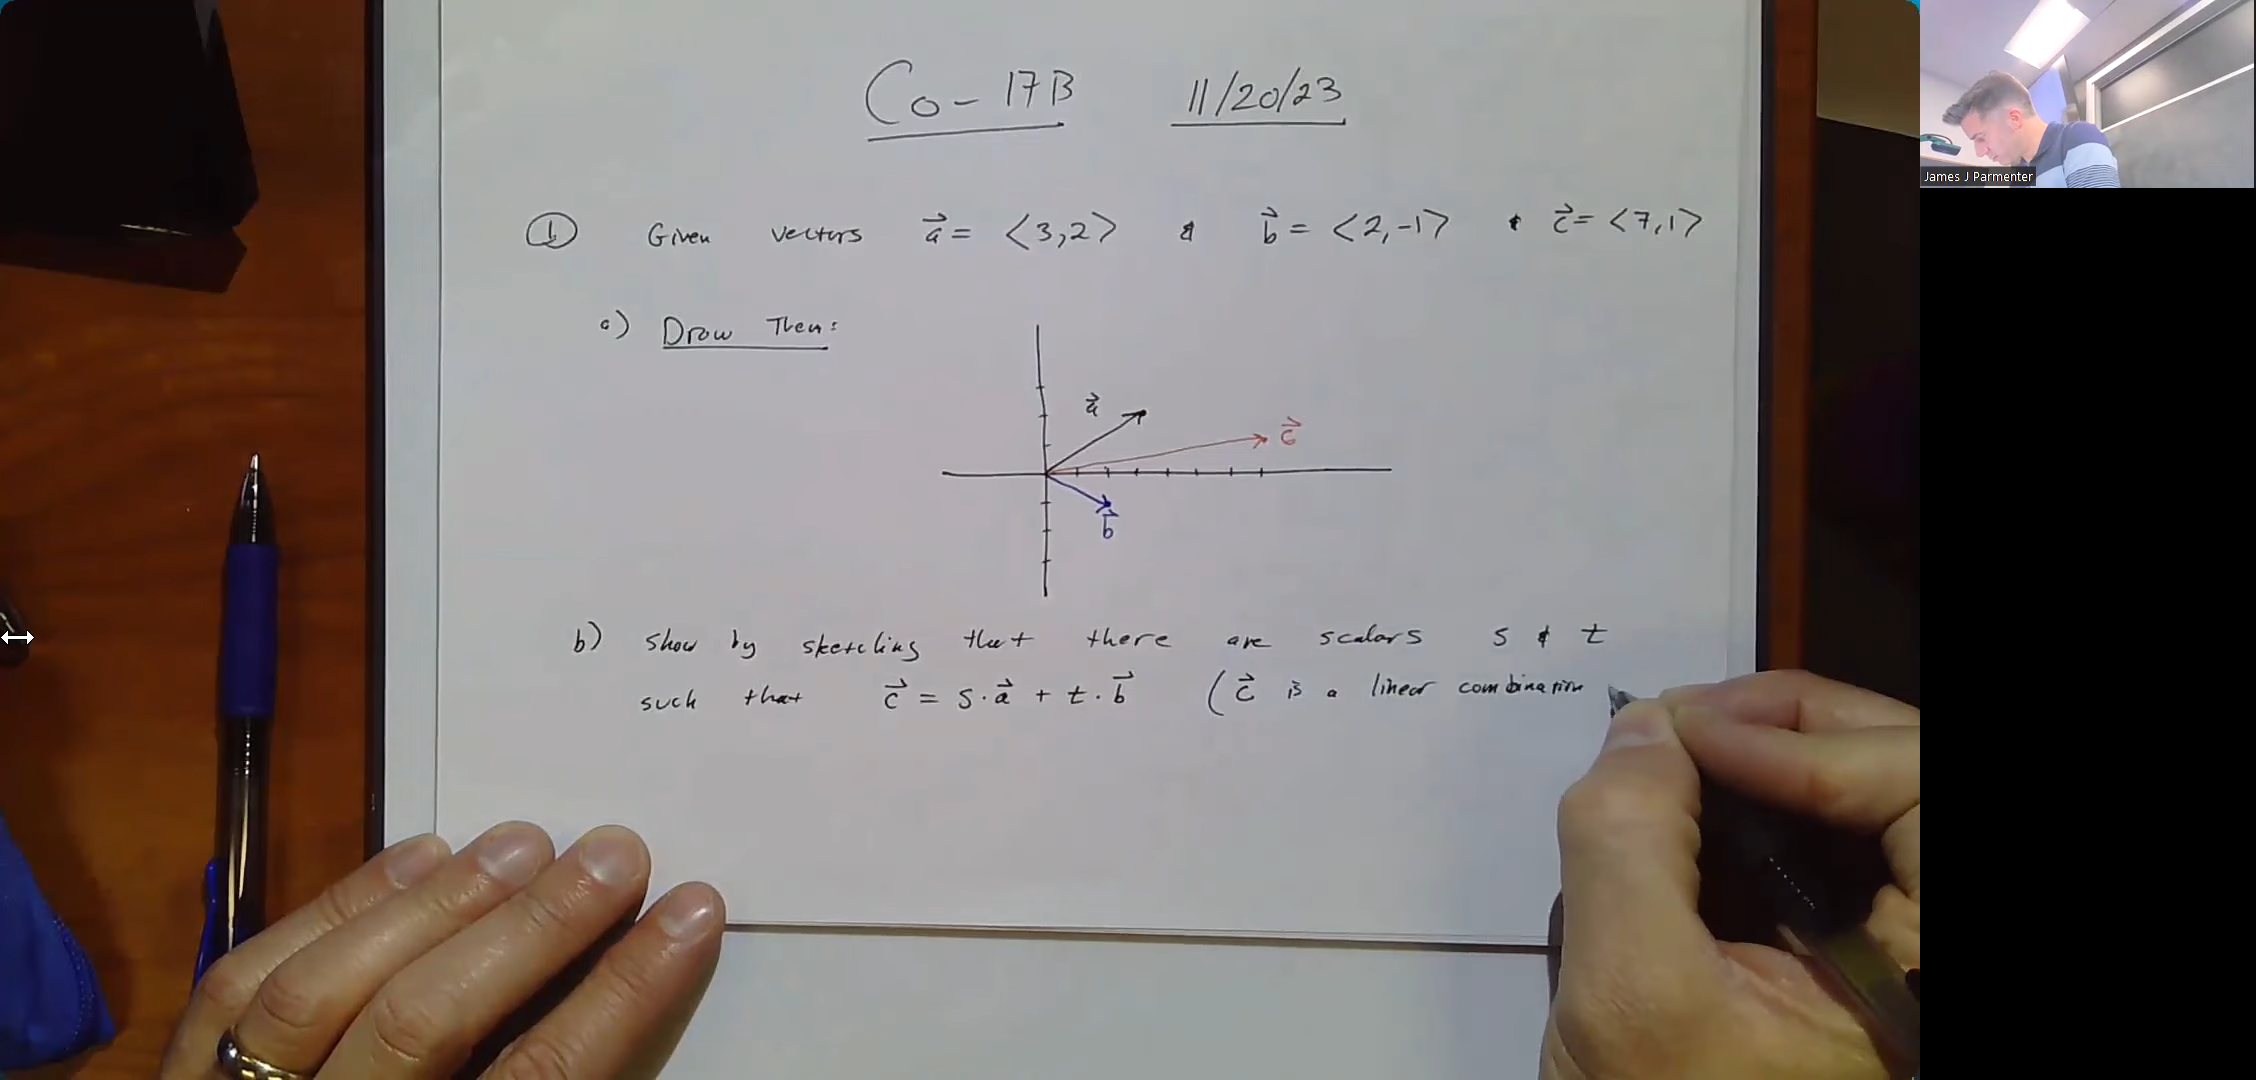 Co-17B 11/20/23
James J Parmenter
① Given vectors a⃗ = <3,2> & b⃗ = <2,-1> & c⃗ = <7,1>
a) Draw Them:
a⃗
c⃗
b⃗
b) show by sketching that there are scalars s & t
such that c⃗ = s·a⃗ + t·b⃗ (c⃗ is a linear combination